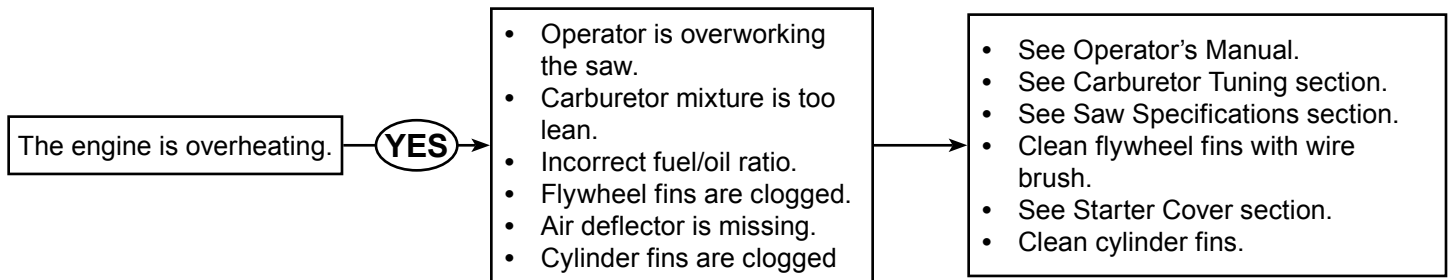 The engine is overheating.
YES
• Operator is overworking
the saw.
• Carburetor mixture is too
lean.
• Incorrect fuel/oil ratio.
• Flywheel fins are clogged.
• Air deflector is missing.
• Cylinder fins are clogged
• See Operator’s Manual.
• See Carburetor Tuning section.
• See Saw Specifications section.
• Clean flywheel fins with wire
brush.
• See Starter Cover section.
• Clean cylinder fins.